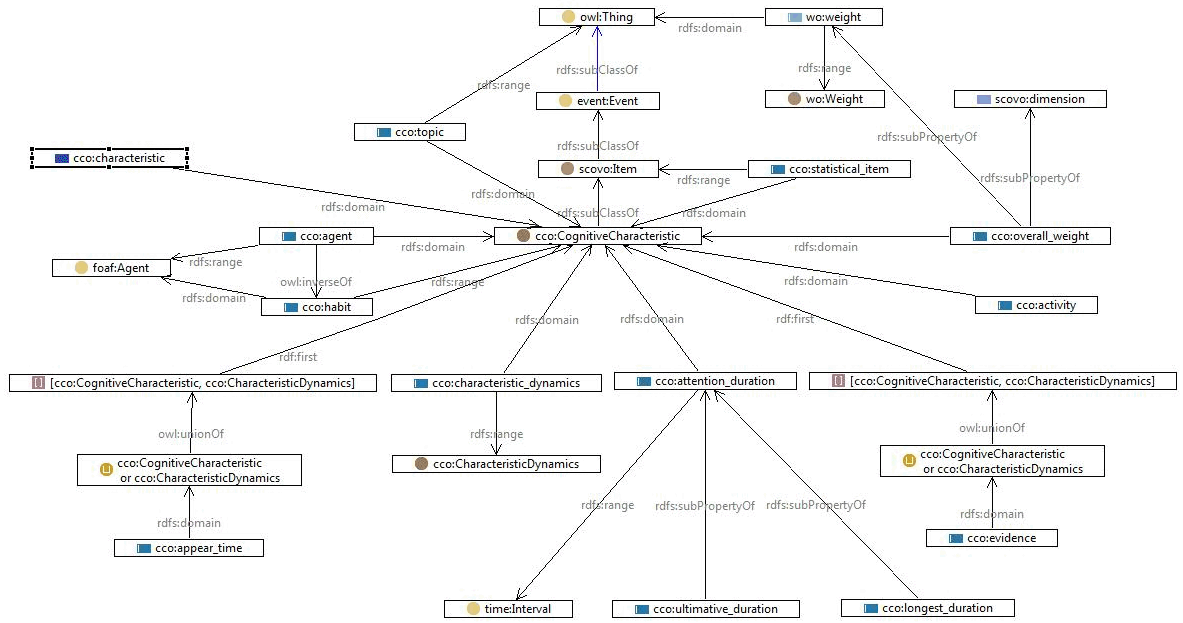 owl:Thing
wo:weight
rdfs:domain
rdfs:subClassOf
rdfs:range
rdfs:range
event:Event
wo:Weight
scovo:dimension
cco:topic
rdfs:subPropertyOf
rdfs:subClassOf
cco:characteristic
scovo:Item
cco:statistical_item
rdfs:range
rdfs:subPropertyOf
rdfs:domain
rdfs:domain
rdfs:subClassOf
rdfs:domain
cco:agent
rdfs:domain
cco:CognitiveCharacteristic
rdfs:domain
cco:overall_weight
foaf:Agent
rdfs:range
owl:inverseOf
rdfs:range
rdfs:domain
rdfs:domain
cco:habit
cco:activity
rdfs:domain
rdfs:domain
rdf:first
rdf:first
[cco:CognitiveCharacteristic, cco:CharacteristicDynamics]
cco:characteristic_dynamics
cco:attention_duration
[cco:CognitiveCharacteristic, cco:CharacteristicDynamics]
owl:unionOf
rdfs:range
owl:unionOf
cco:CognitiveCharacteristic
or cco:CharacteristicDynamics
cco:CharacteristicDynamics
cco:CognitiveCharacteristic
or cco:CharacteristicDynamics
rdfs:range
rdfs:subPropertyOf
rdfs:subPropertyOf
rdfs:domain
rdfs:domain
cco:appear_time
cco:evidence
time:Interval
cco:ultimative_duration
cco:longest_duration